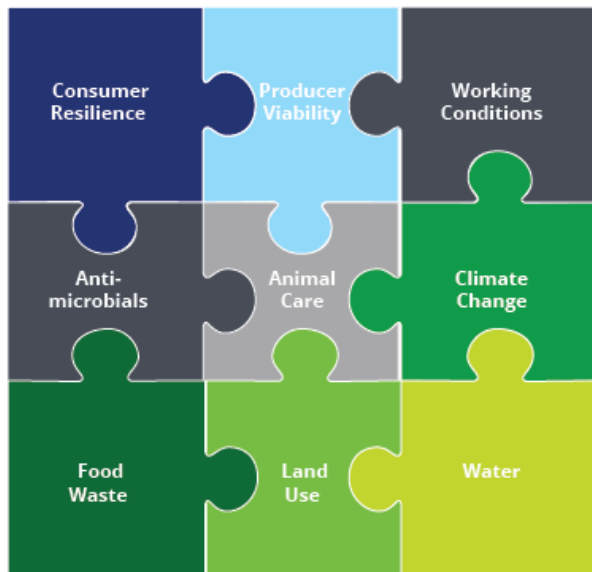 Consumer
Resilience
Producer
Viability
Working
Conditions
Anti-
microbials
Animal
Care
Climate
Change
Food
Waste
Land
Use
Water